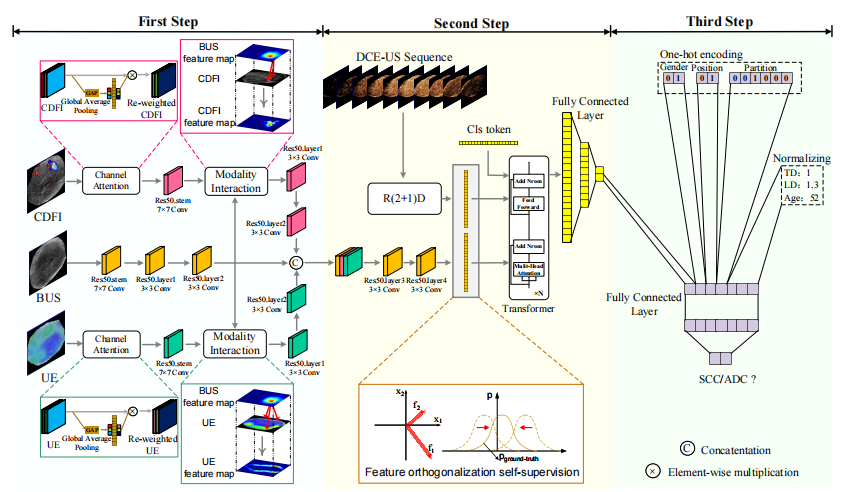 First Step
Second Step
Third Step
CDFI
GAP
Global Average
Pooling
Re-weighted
CDFI
BUS
feature map
CDFI
CDFI
feature map
CDFI
Channel
Attention
Res50.stem
7×7 Conv
Modality
Interaction
Res50.layer1
3×3 Conv
Res50.layer2
3×3 Conv
BUS
Res50.stem
7×7 Conv
Res50.layer1
3×3 Conv
Res50.layer2
3×3 Conv
C
Res50.layer2
3×3 Conv
UE
Channel
Attention
Res50.stem
7×7 Conv
Modality
Interaction
Res50.layer1
3×3 Conv
UE
GAP
Global Average
Pooling
Re-weighted
UE
BUS
feature map
UE
UE
feature map
DCE-US Sequence
Cls token
R(2+1)D
Res50.layer3
3×3 Conv
Res50.layer4
3×3 Conv
Add Nrom
Feed
Forward
Add Nrom
Multi-Head
Attention
×N
Transformer
Fully Connected
Layer
x2
f2
x1
f1
p
Pground-truth
Feature orthogonalization self-supervision
One-hot encoding
Gender Position Partition
0 1 0 1 0 0 1 0 0 0
Normalizing
TD: 1
LD: 1.3
Age: 52
Fully Connected
Layer
SCC/ADC ?
C Concatentation
× Element-wise multiplication